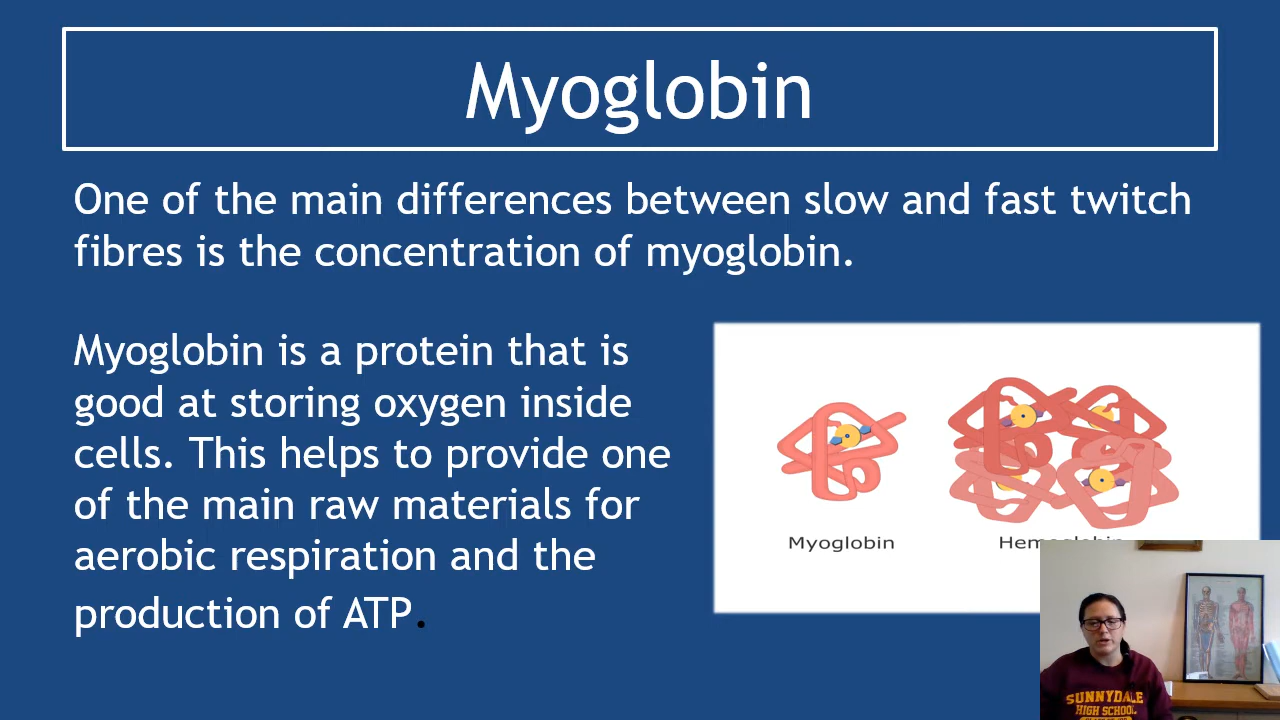 Myoglobin
One of the main differences between slow and fast twitch
fibres is the concentration of myoglobin.
Myoglobin is a protein that is
good at storing oxygen inside
cells. This helps to provide one
of the main raw materials for
aerobic respiration and the
production of ATP.
Myoglobin
Hemoglobin
SUNNYDALE
HIGH SCHOOL